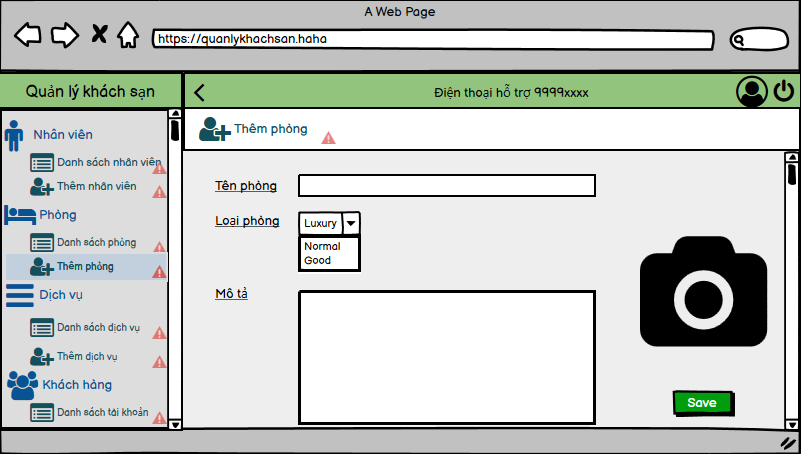 A Web Page
https://quanlykhachsan.haha
Quản lý khách sạn
Điện thoại hỗ trợ 9999xxxx
Nhân viên
Danh sách nhân viên
Thêm nhân viên
Phòng
Danh sách phòng
Thêm phòng
Dịch vụ
Danh sách dịch vụ
Thêm dịch vụ
Khách hàng
Danh sách tài khoản
Thêm phòng
Tên phòng
Loại phòng
Luxury
Normal
Good
Mô tả
Save